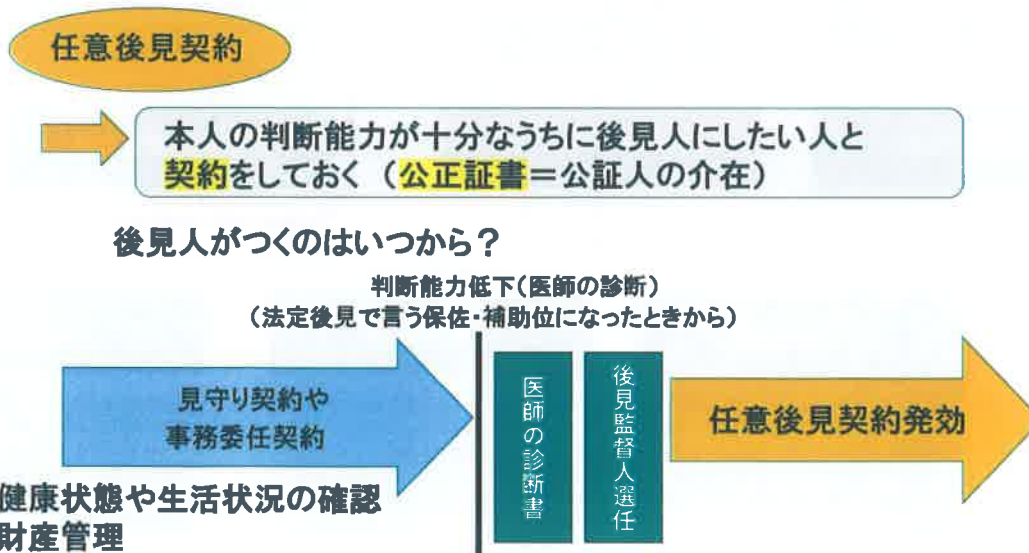 任意後見契約
本人の判断能力が十分なうちに後見人にしたい人と
契約をしておく（公正証書＝公証人の介在）
後見人がつくのはいつから？
判断能力低下（医師の診断）
（法定後見で言う保佐・補助位になったときから）
見守り契約や
事務委任契約
医師の診断書
後見監督人選任
任意後見契約発効
健康状態や生活状況の確認
財産管理